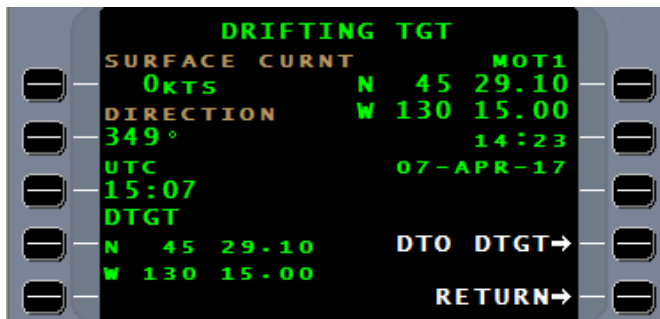 DRIFTING TGT
SURFACE CURNT MOT1
0KTS N 45 29.10
DIRECTION W 130 15.00
349° 14:23
UTC 07-APR-17
15:07
DTGT
N 45 29.10 DTO DTGT→
W 130 15.00
RETURN→